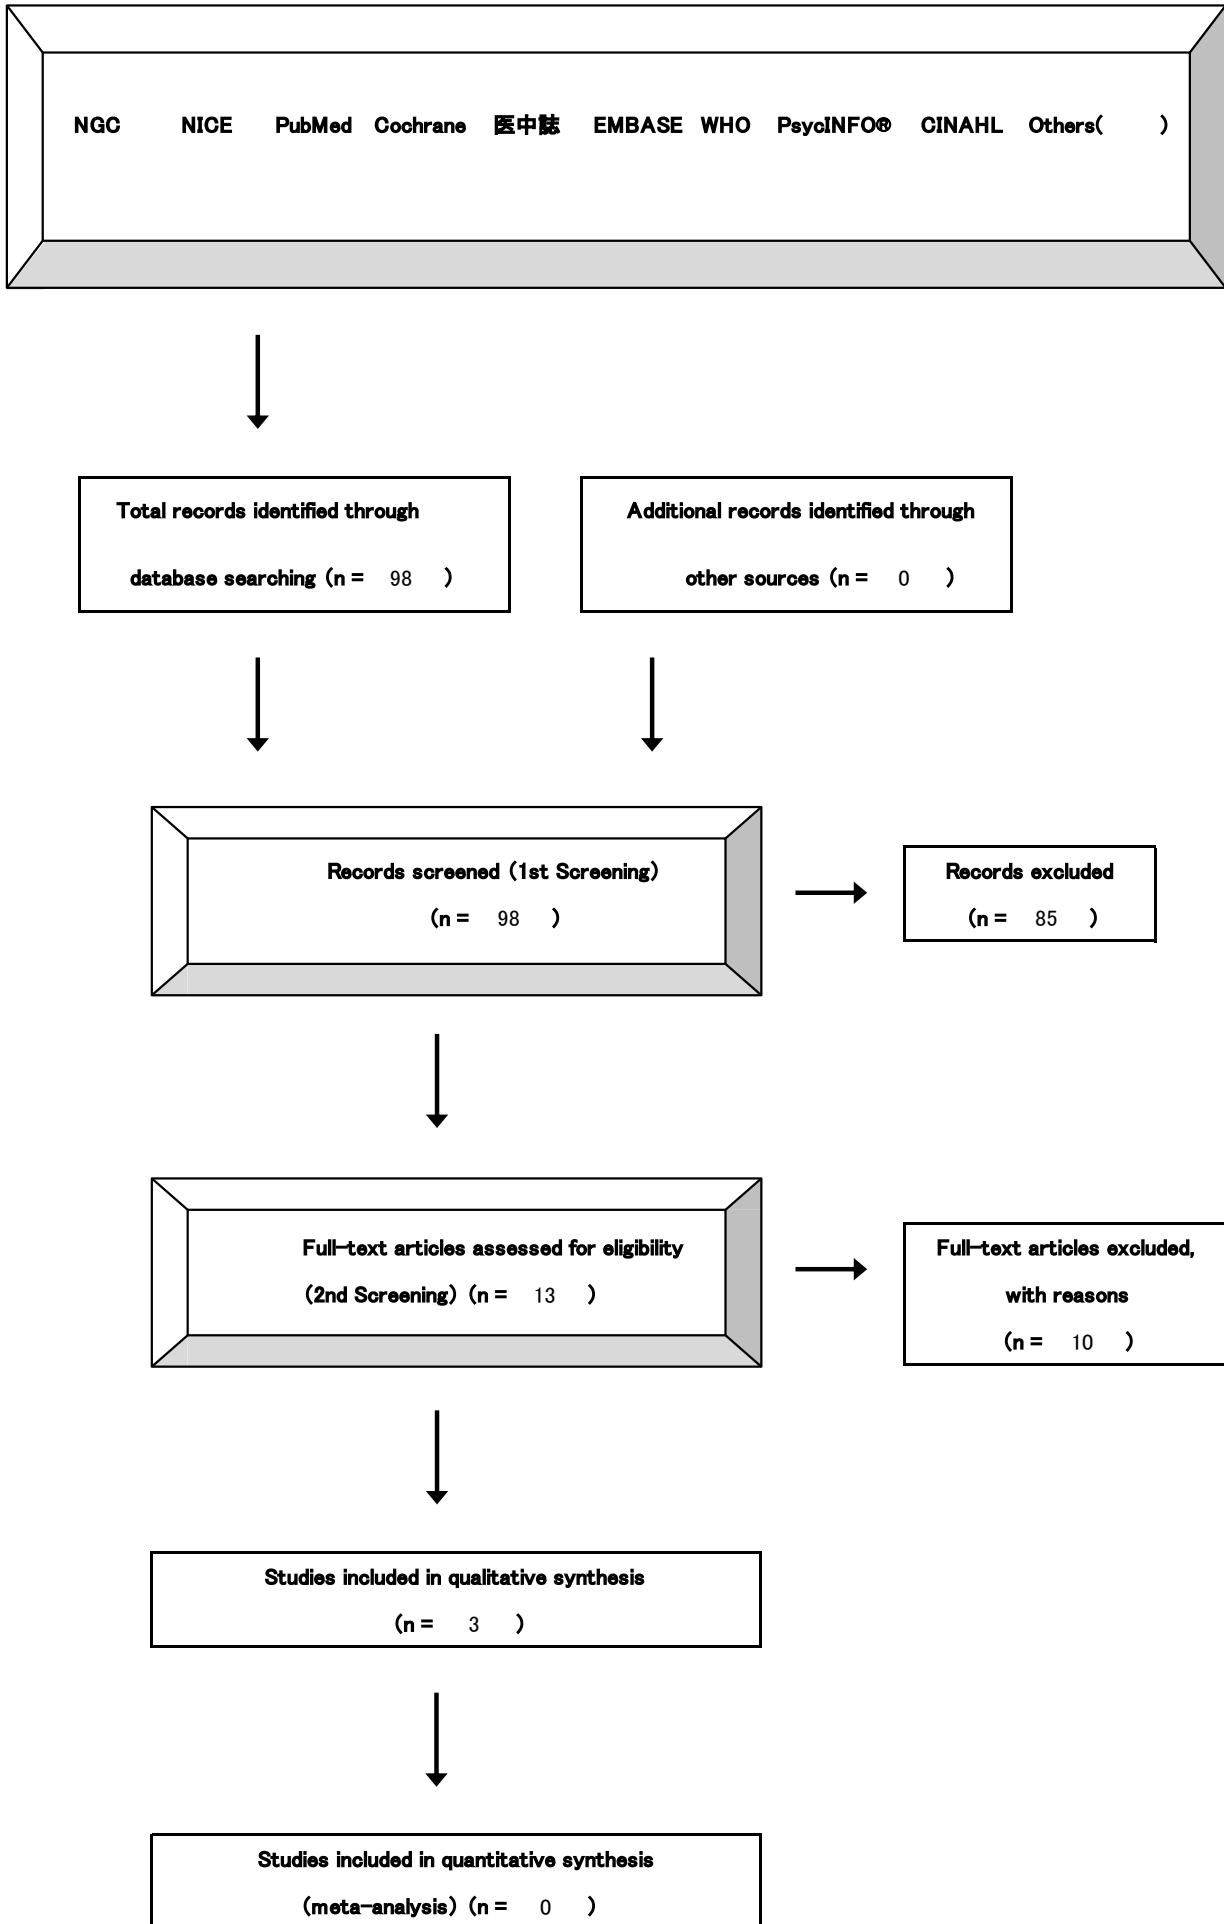 NGC NICE PubMed Cochrane 医中誌 EMBASE WHO PsycINFO® CINAHL Others( )
Total records identified through
database searching (n = 98 )
Additional records identified through
other sources (n = 0 )
Records screened (1st Screening)
(n = 98 )
Records excluded
(n = 85 )
Full-text articles assessed for eligibility
(2nd Screening) (n = 13 )
Full-text articles excluded,
with reasons
(n = 10 )
Studies included in qualitative synthesis
(n = 3 )
Studies included in quantitative synthesis
(meta-analysis) (n = 0 )